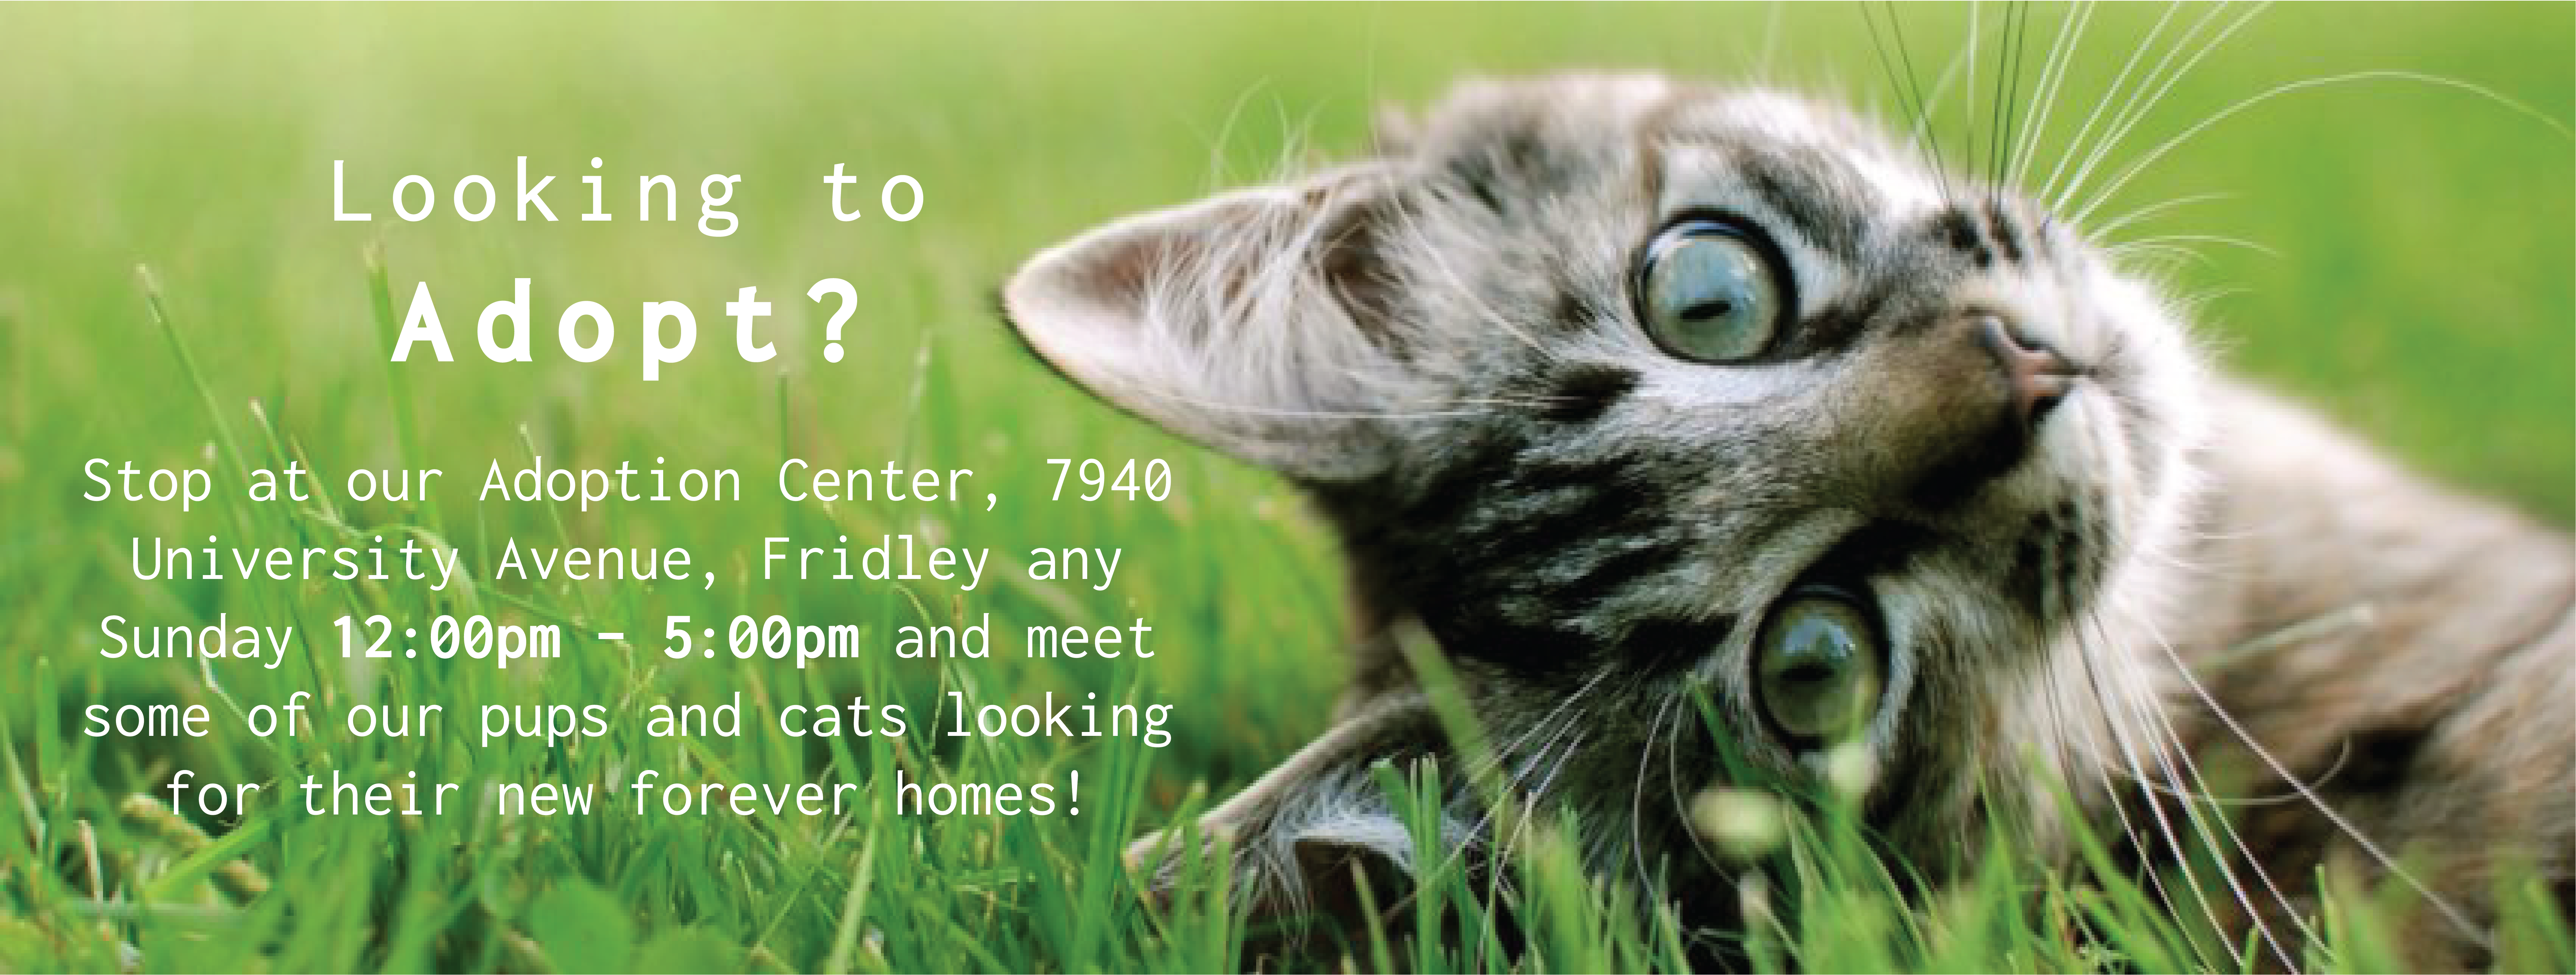 Looking to
Adopt?
Stop at our Adoption Center, 7940
University Avenue, Fridley any
Sunday 12:00pm - 5:00pm and meet
some of our pups and cats looking
for their new forever homes!